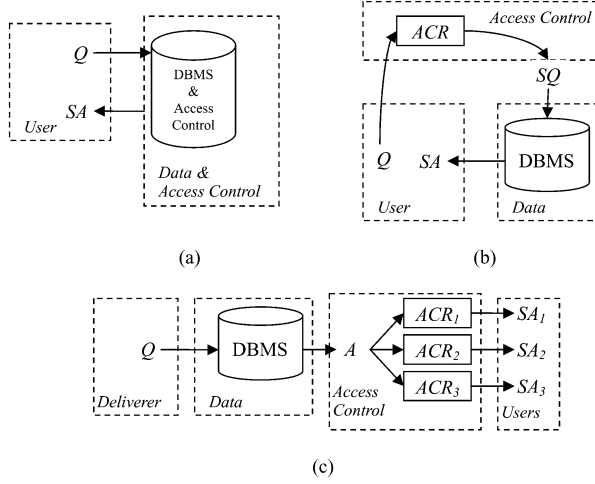 Q
DBMS
&
Access
Control
SA
User
Data &
Access Control
(a)
Access Control
ACR
SQ
Q
SA
DBMS
User
Data
(b)
Q
DBMS
A
ACR1
SA1
ACR2
SA2
ACR3
SA3
Deliverer
Data
Access
Control
Users
(c)